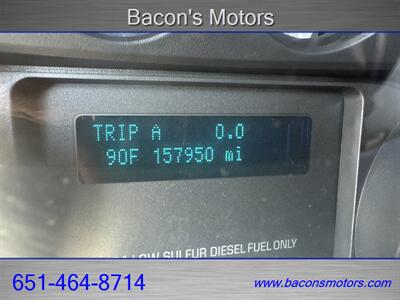 Bacon's Motors
TRIP A 0.0
90F 157950 mi
LOW SULFUR DIESEL FUEL ONLY
651-464-8714 www.baconsmotors.com